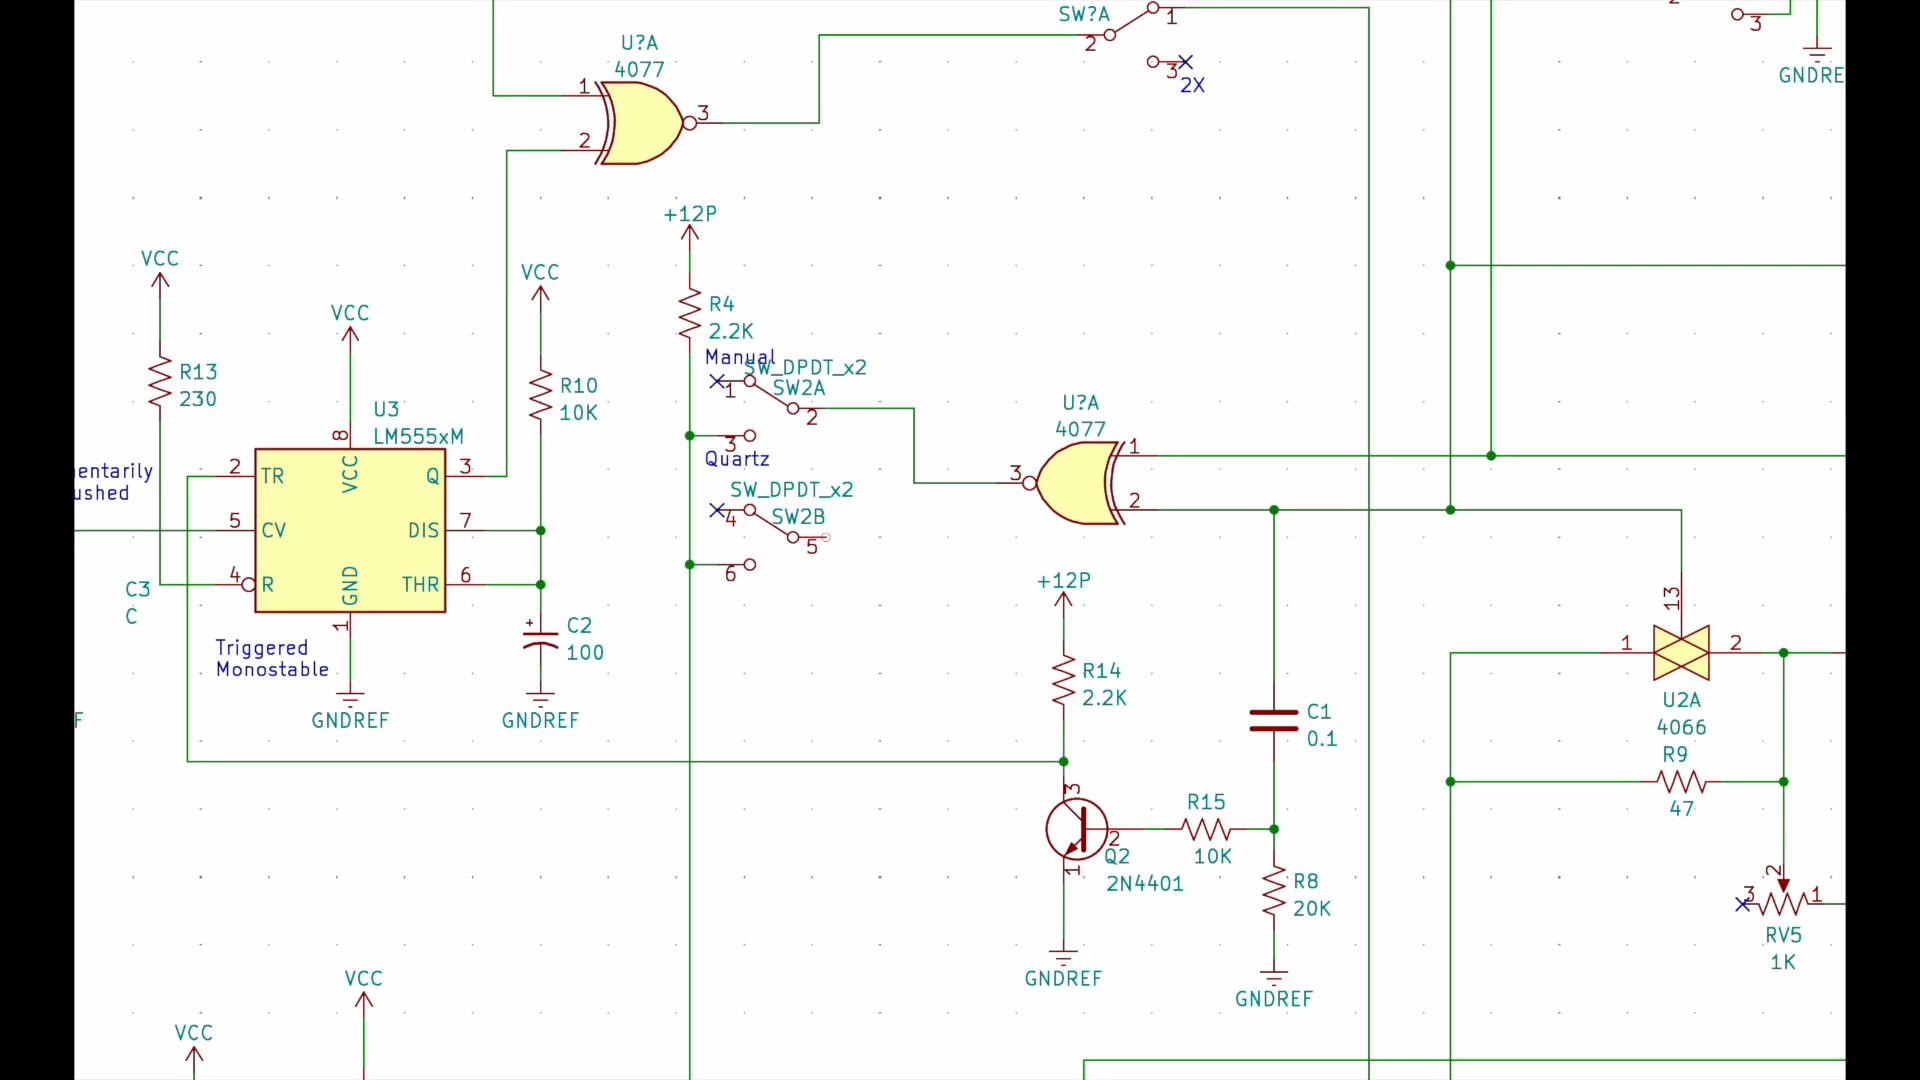 SW?A
1
2
3
2X
3
GNDRE
U?A
4077
1
2
3
+12P
VCC
VCC
VCC
R4
2.2K
Manual
SW_DPDT_x2
SW2A
1
2
3
Quartz
SW_DPDT_x2
SW2B
4
5
6
R13
230
R10
10K
U3
LM555xM
8
VCC
2
TR
Q
3
5
CV
DIS
7
4
R
THR
6
GND
1
entarily
ushed
C3
C
Triggered
Monostable
GNDREF
+
C2
100
GNDREF
F
U?A
4077
1
2
3
+12P
R14
2.2K
C1
0.1
3
2
1
Q2
2N4401
R15
10K
R8
20K
GNDREF
GNDREF
13
1
2
U2A
4066
R9
47
2
3
1
RV5
1K
VCC
VCC